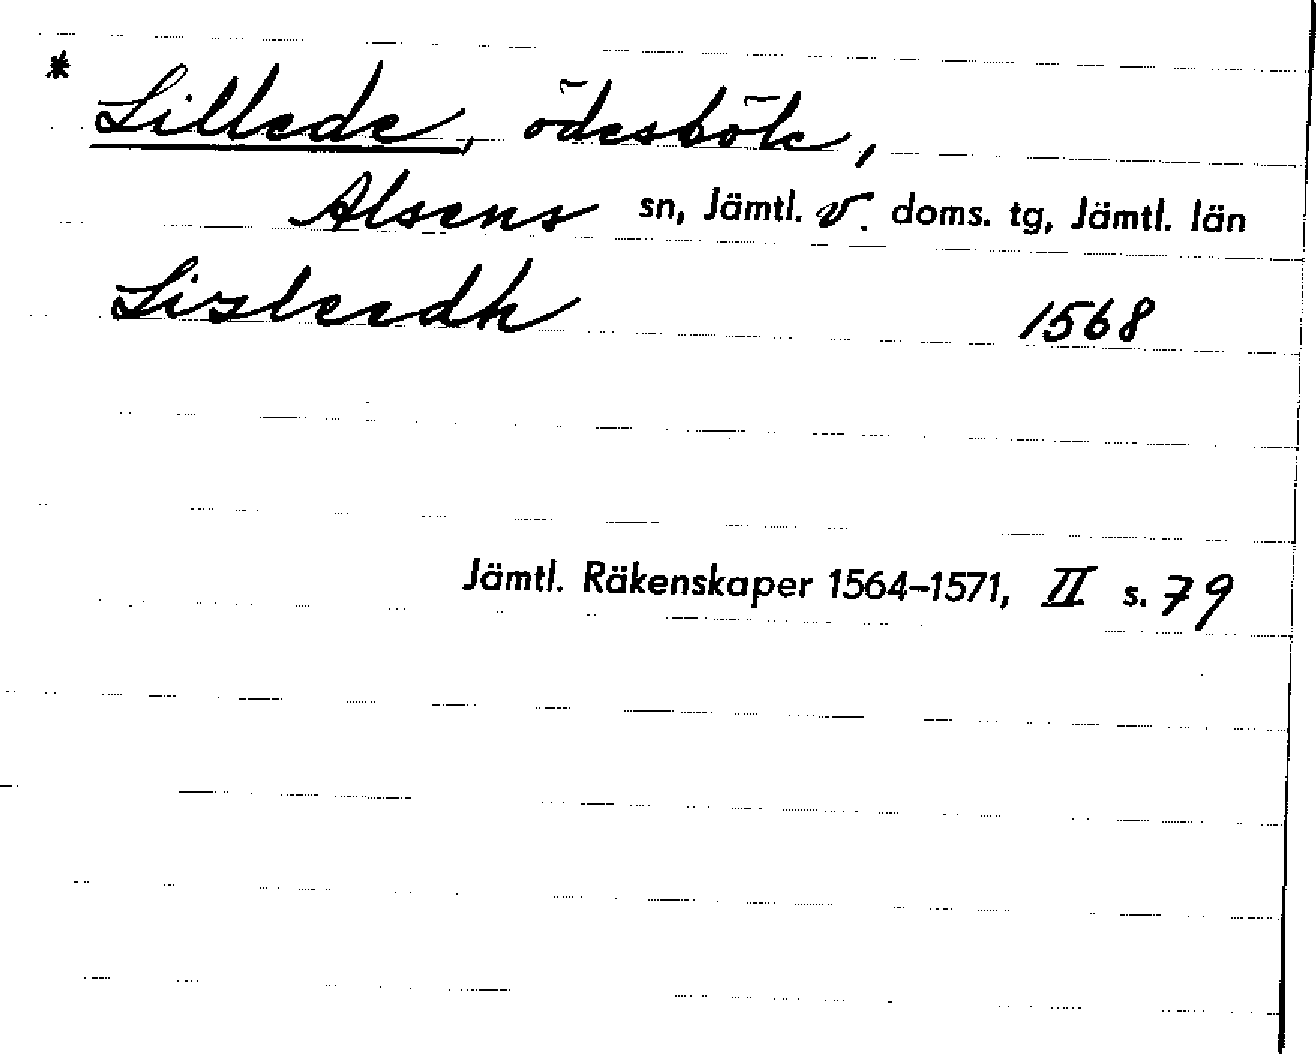 * Lillede, ödesböle,
Alsens sn, Jämtl. v. doms. tg, Jämtl. län
Lisleedh 1568
Jämtl. Räkenskaper 1564–1571, II s. 79